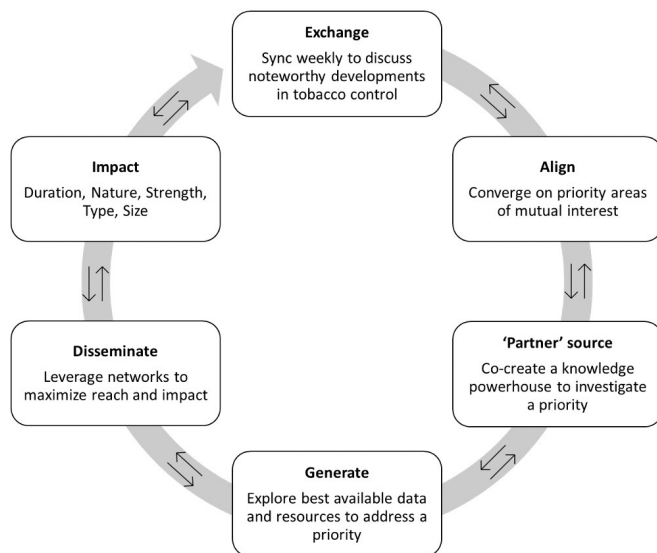 Exchange
Sync weekly to discuss
noteworthy developments
in tobacco control
Align
Converge on priority areas
of mutual interest
‘Partner’ source
Co-create a knowledge
powerhouse to investigate
a priority
Generate
Explore best available data
and resources to address a
priority
Disseminate
Leverage networks to
maximize reach and impact
Impact
Duration, Nature, Strength,
Type, Size